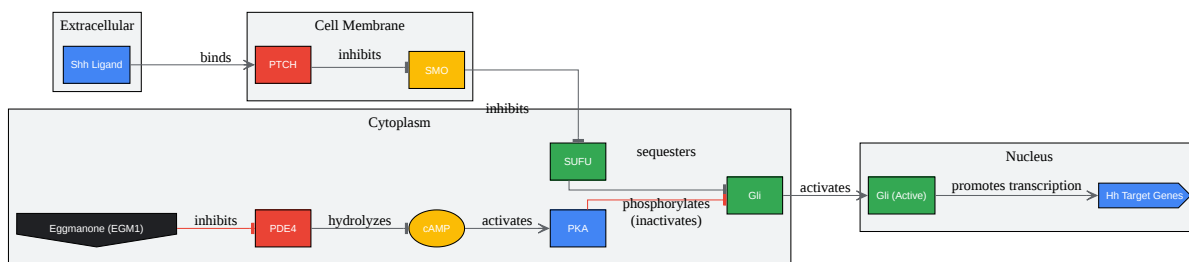 Extracellular
Cell Membrane
Shh Ligand
binds
PTCH
inhibits
SMO
inhibits
Cytoplasm
SUFU
sequesters
Nucleus
Gli
activates
Gli (Active)
promotes transcription
Hh Target Genes
phosphorylates
(inactivates)
Eggmanone (EGM1)
inhibits
PDE4
hydrolyzes
cAMP
activates
PKA